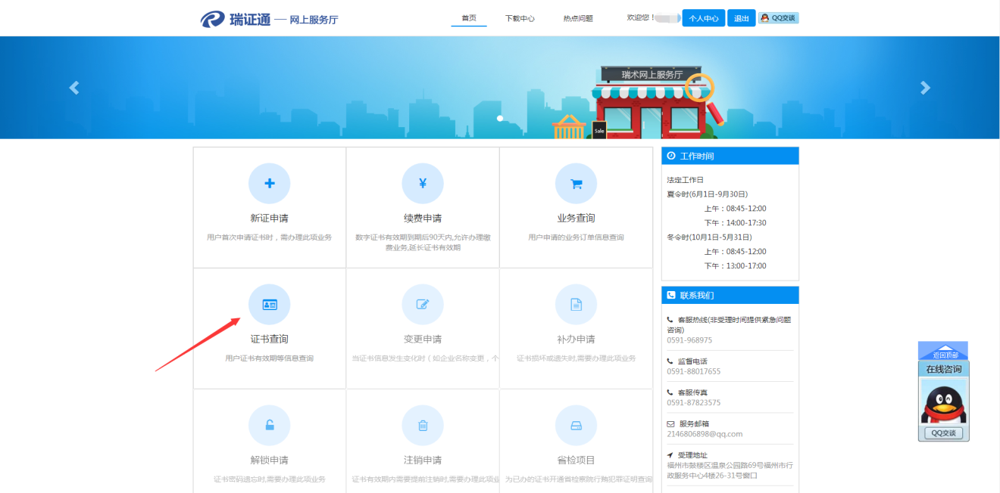 瑞证通 — 网上服务厅
首页
下载中心
热点问题
欢迎您！
个人中心
退出
QQ交谈
瑞术网上服务厅
Sale
新证申请
用户首次申请证书时，需办理此项业务
续费申请
数字证书有效期到期后90天内,允许办理缴
费业务,延长证书有效期
业务查询
用户申请的业务订单信息查询
证书查询
用户证书有效期等信息查询
变更申请
当证书信息发生变化时（如企业名称变更，个
补办申请
证书损坏或遗失时,需要办理此项业务
解锁申请
证书密码遗忘时,需要办理此项业务
注销申请
证书有效期内需要提前注销时,需要办理此项业
省检项目
为已办的证书开通省检察院行贿犯罪证明查询
工作时间
法定工作日
夏令时(6月1日-9月30日)
上午：08:45-12:00
下午：14:00-17:30
冬令时(10月1日-5月31日)
上午：08:45-12:00
下午：13:00-17:00
联系我们
客服热线(非受理时间提供紧急问题
咨询)
0591-968975
监督电话
0591-88017655
客服传真
0591-87823575
服务邮箱
2146806898@qq.com
受理地址
福州市鼓楼区温泉公园路69号福州市行
政服务中心4楼26-31号窗口
返回顶部
在线咨询
QQ交谈